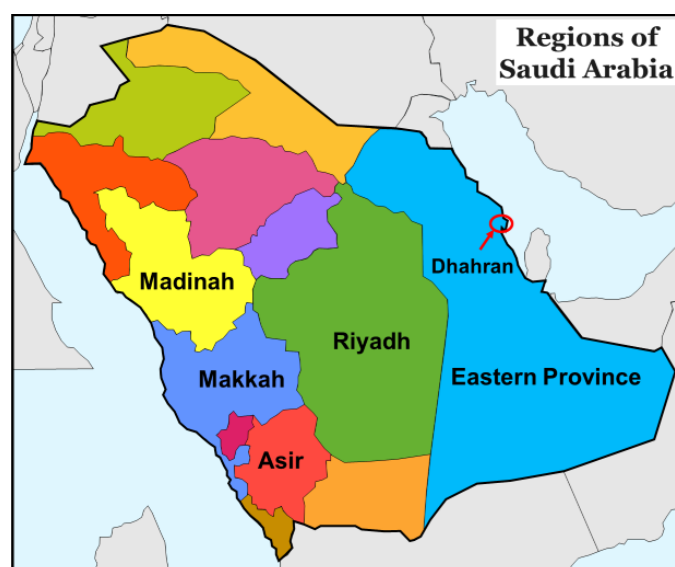 Regions of
Saudi Arabia
Dhahran
Madinah
Riyadh
Makkah
Eastern Province
Asir